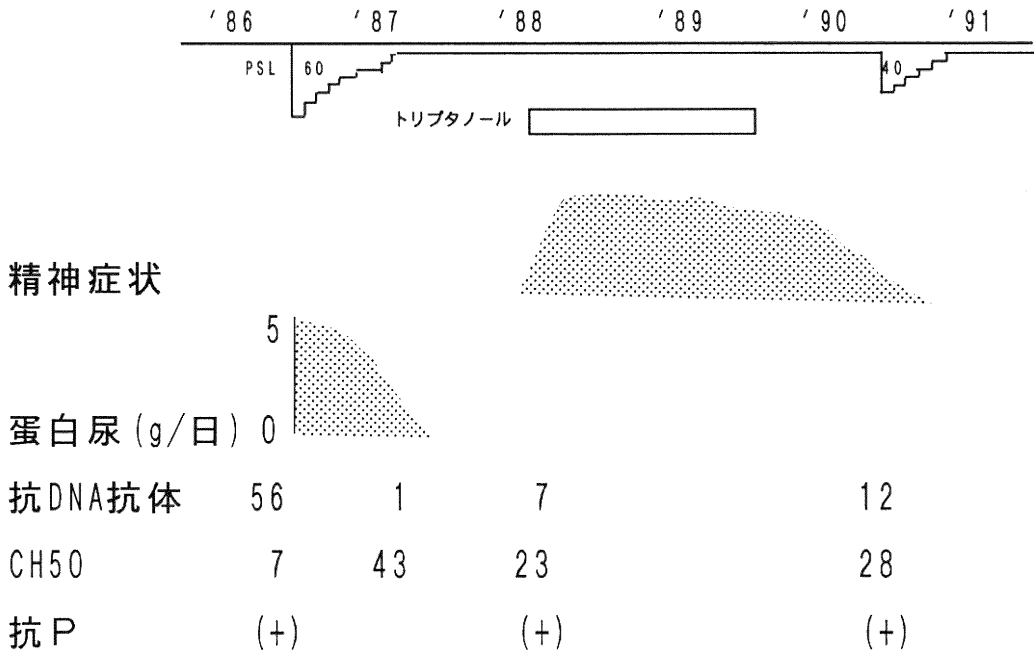 '86 '87 '88 '89 '90 '91
PSL 60 40
トリプタノール
精神症状
5
蛋白尿(g/日) 0
抗DNA抗体 56 1 7 12
CH50 7 43 23 28
抗P (+) (+) (+)